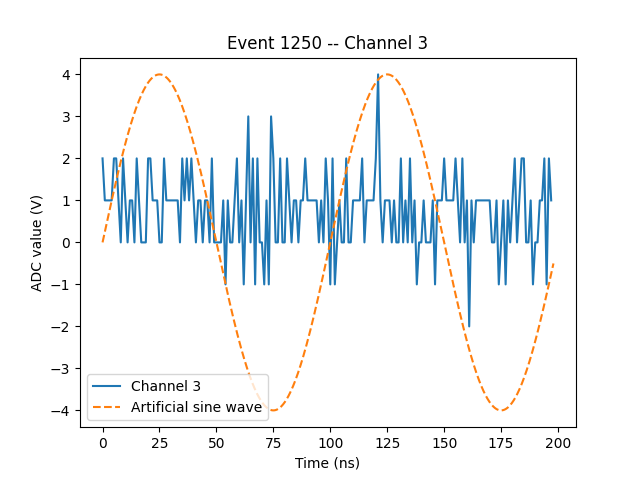 Event 1250 -- Channel 3
ADC value (V)
4
3
2
1
0
−1
−2
−3
−4
Channel 3
Artificial sine wave
0 25 50 75 100 125 150 175 200
Time (ns)